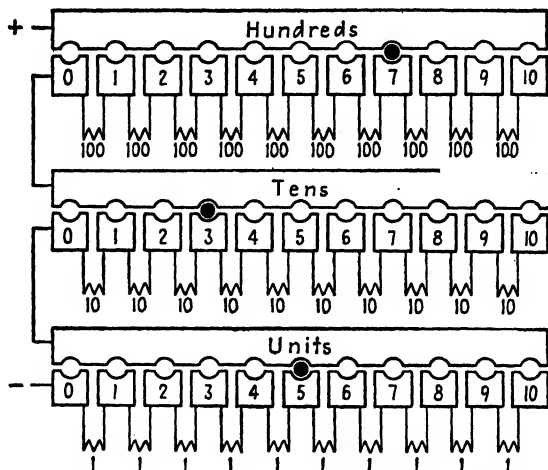 + Hundreds
0 1 2 3 4 5 6 7 8 9 10
100 100 100 100 100 100 100 100 100 100
Tens
0 1 2 3 4 5 6 7 8 9 10
10 10 10 10 10 10 10 10 10 10
Units
- 0 1 2 3 4 5 6 7 8 9 10
1 1 1 1 1 1 1 1 1 1